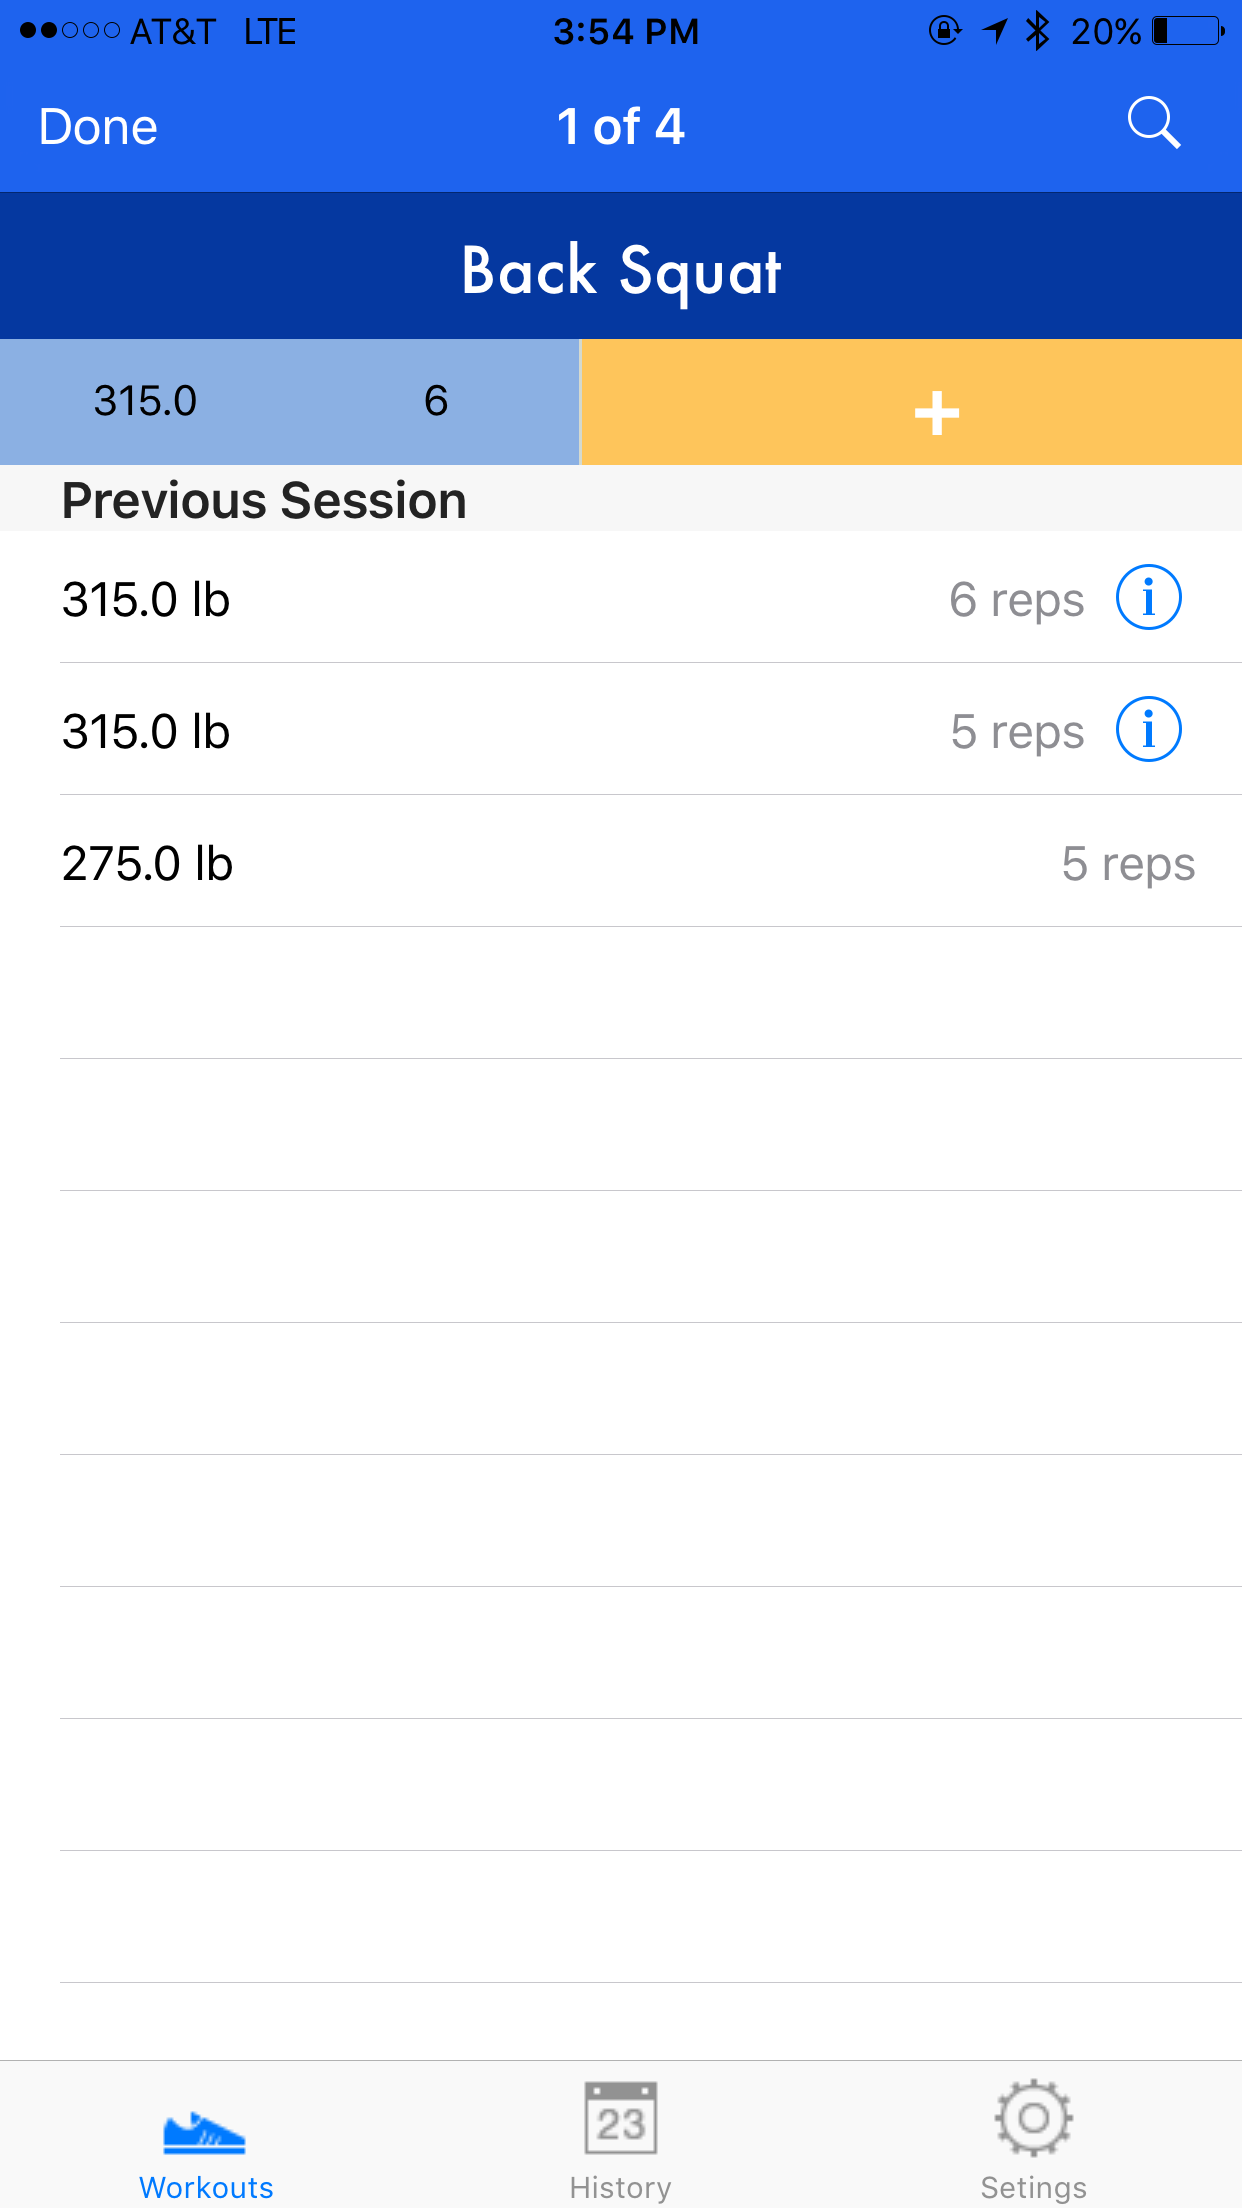 AT&T LTE 3:54 PM 20%
Done 1 of 4
Back Squat
315.0 6 +
Previous Session
315.0 lb 6 reps i
315.0 lb 5 reps i
275.0 lb 5 reps
23
Workouts History Setings